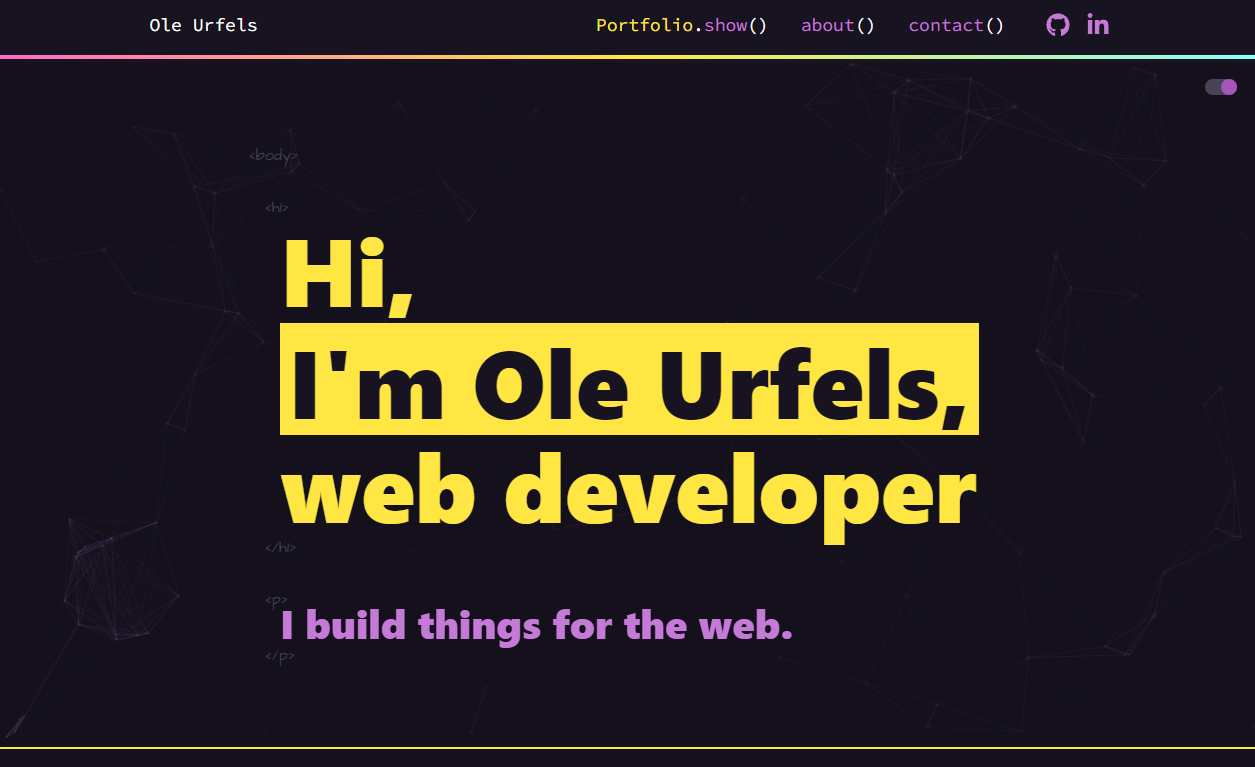 Ole Urfels
Portfolio.show() about() contact()
<body>
<h1>
Hi,
I'm Ole Urfels,
web developer
</h1>
<p>
I build things for the web.
</p>